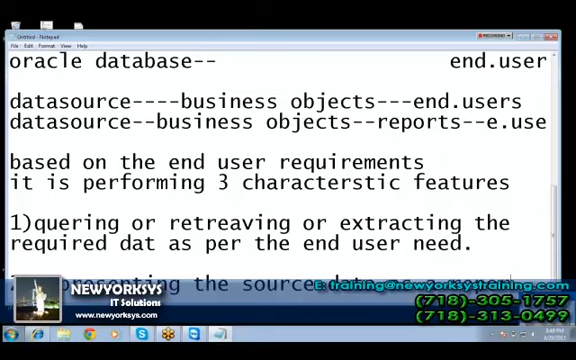 Untitled - Notepad
File Edit Format View Help
oracle database-- end.user
datasource----business objects---end.users
datasource--business objects--reports--e.use
based on the end user requirements
it is performing 3 characterstic features
1)quering or retreaving or extracting the
required dat as per the end user need.
presenting the source
NEWYORKSYS
IT Solutions
www.newyorksys.com
E: training@newyorksystraining.com
(718)-305-1757
(718)-313-0499